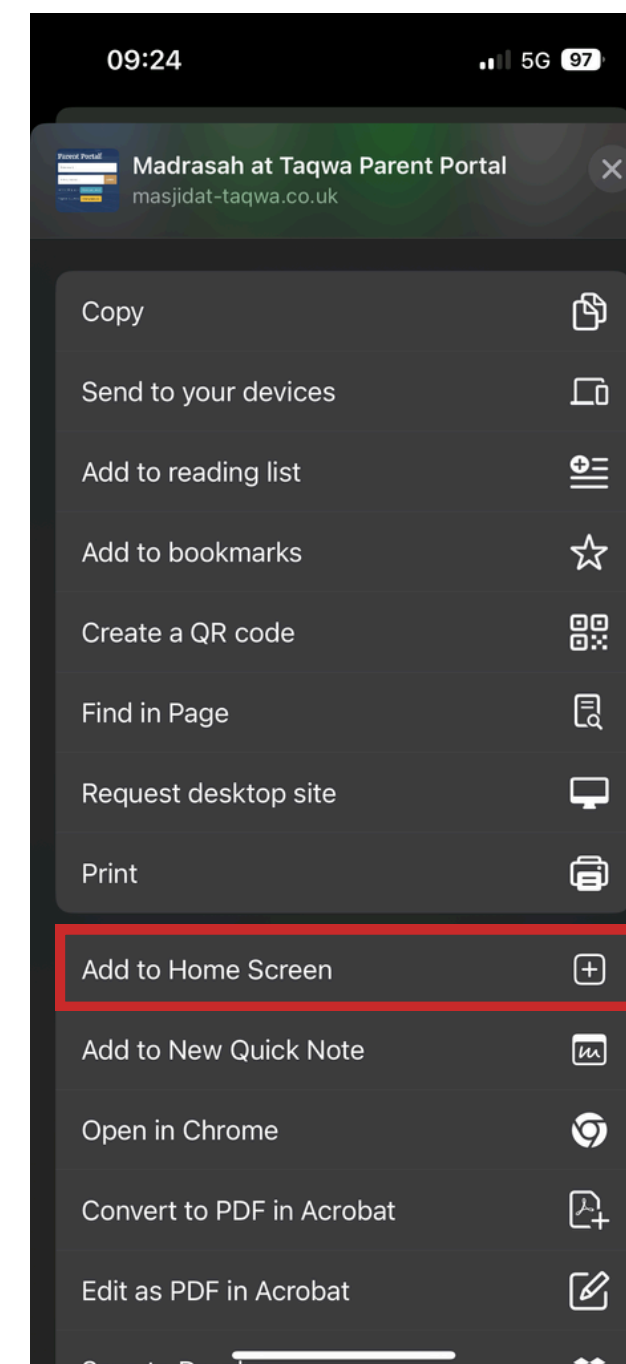 09:24
5G 97
Parent Portal
Madrasah at Taqwa Parent Portal
masjidat-taqwa.co.uk
Copy
Send to your devices
Add to reading list
Add to bookmarks
Create a QR code
Find in Page
Request desktop site
Print
Add to Home Screen
Add to New Quick Note
Open in Chrome
Convert to PDF in Acrobat
Edit as PDF in Acrobat